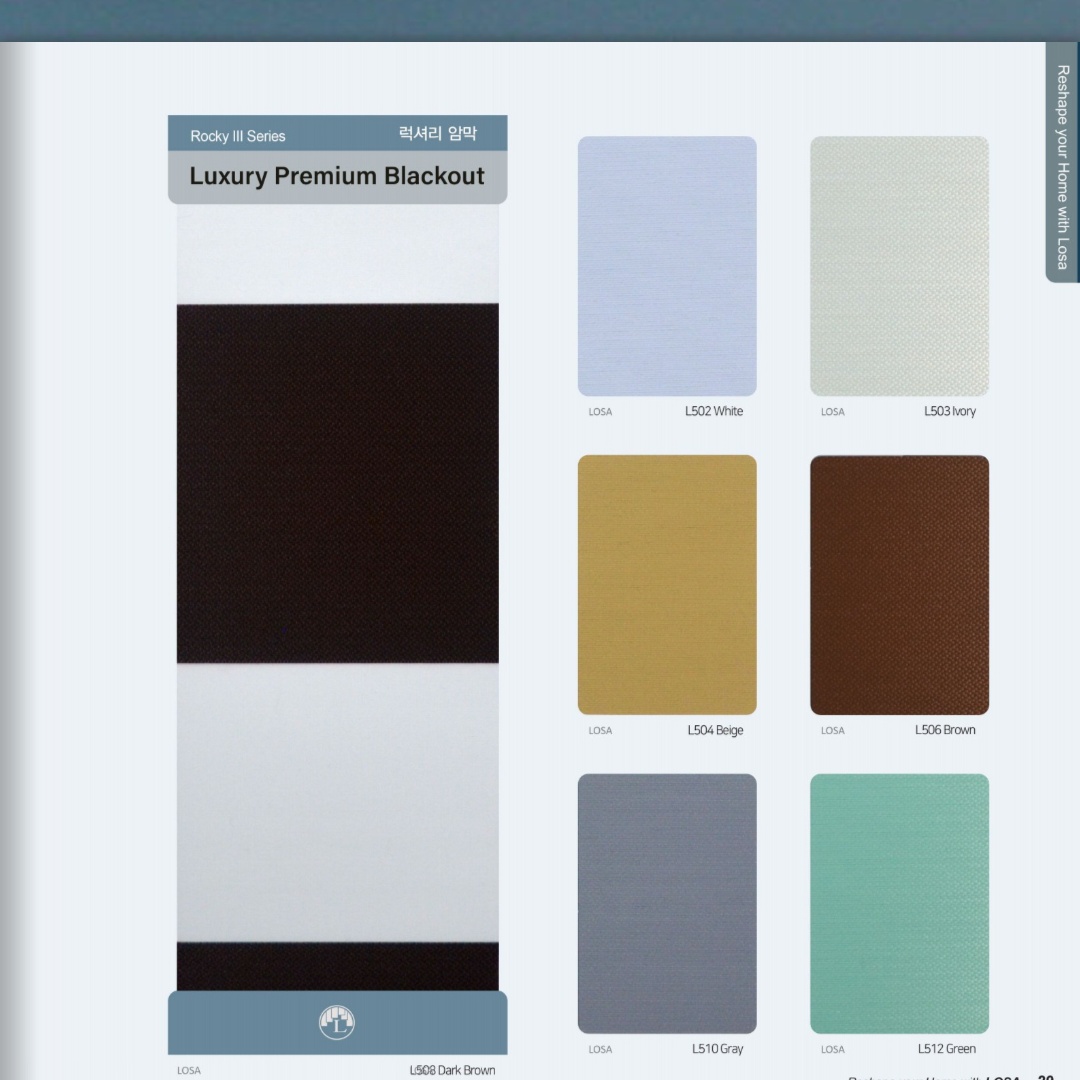 Reshape your Home with Losa
Rocky III Series
럭셔리 암막
Luxury Premium Blackout
LOSA
L502 White
LOSA
L503 Ivory
LOSA
L504 Beige
LOSA
L506 Brown
LOSA
L510 Gray
LOSA
L512 Green
L
LOSA
L508 Dark Brown